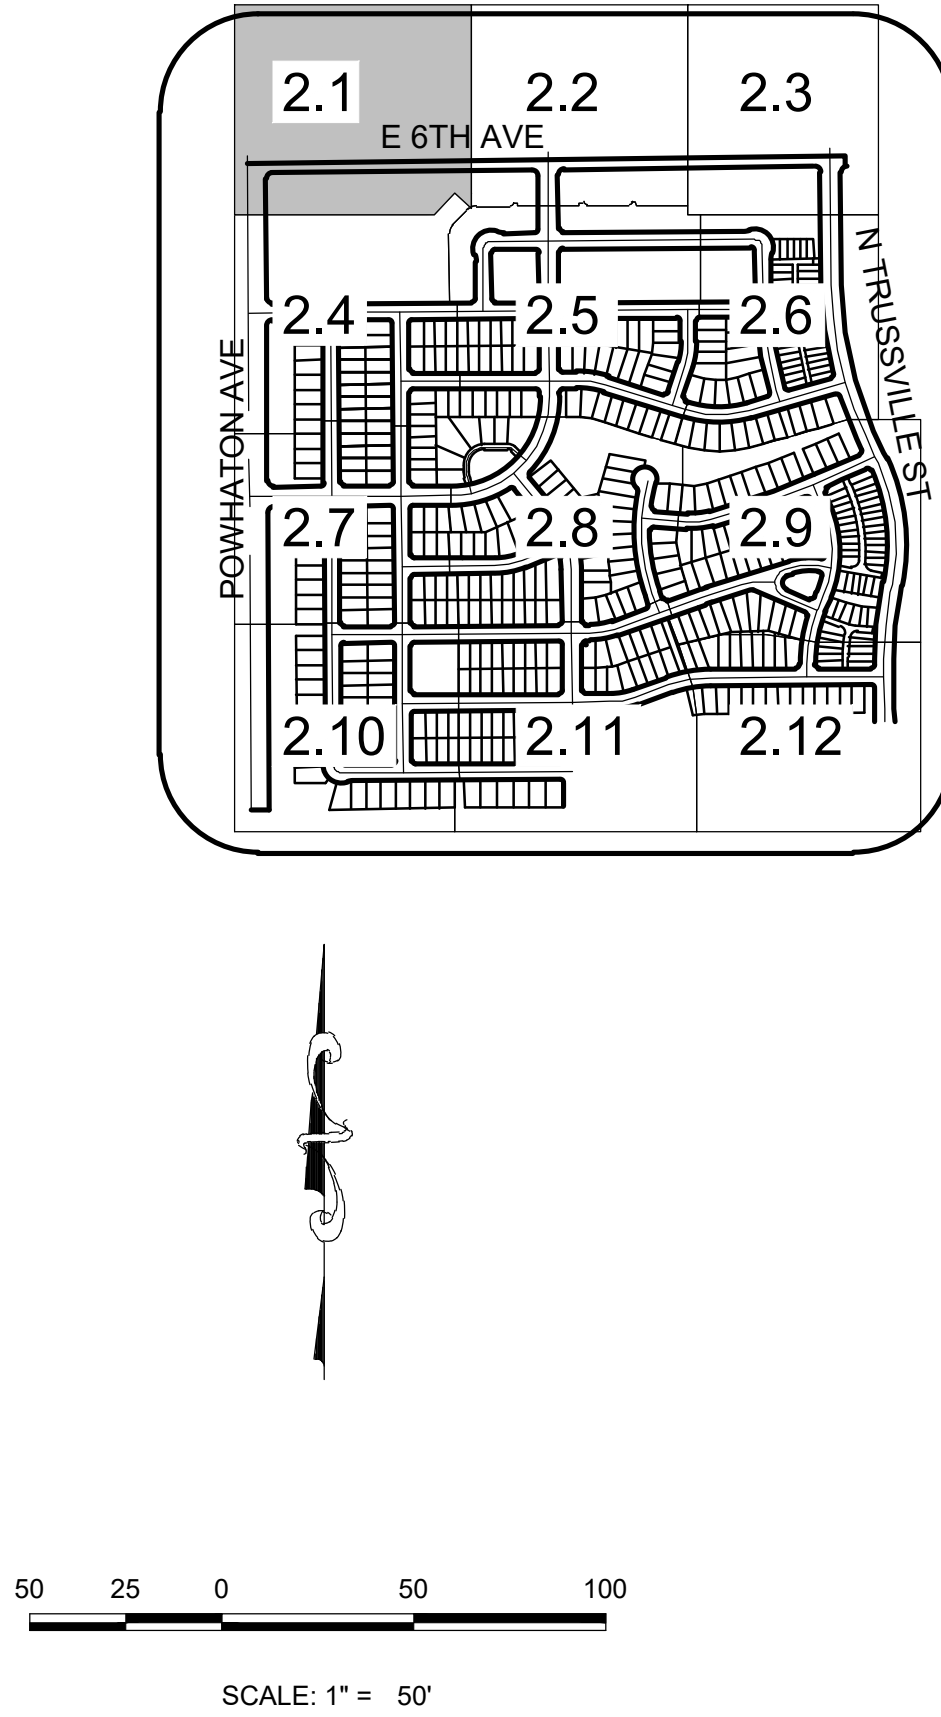 2.1 2.2 2.3
E 6TH AVE
N TRUSSVILLE ST
2.4 2.5 2.6
POWHATON AVE
2.7 2.8 2.9
2.10 2.11 2.12
50 25 0 50 100
SCALE: 1" = 50'